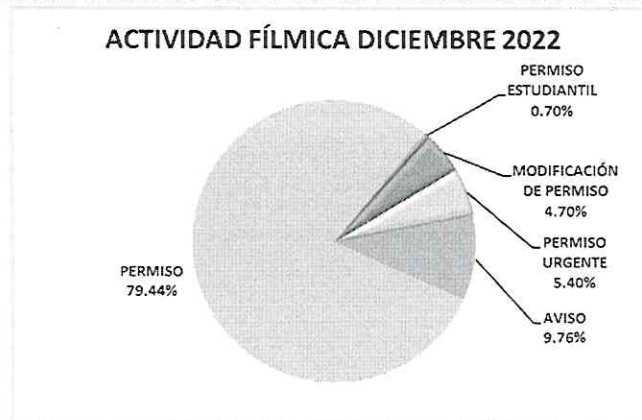 ACTIVIDAD FÍLMICA DICIEMBRE 2022
PERMISO
ESTUDIANTIL
0.70%
MODIFICACIÓN
DE PERMISO
4.70%
PERMISO
URGENTE
5.40%
AVISO
9.76%
PERMISO
79.44%